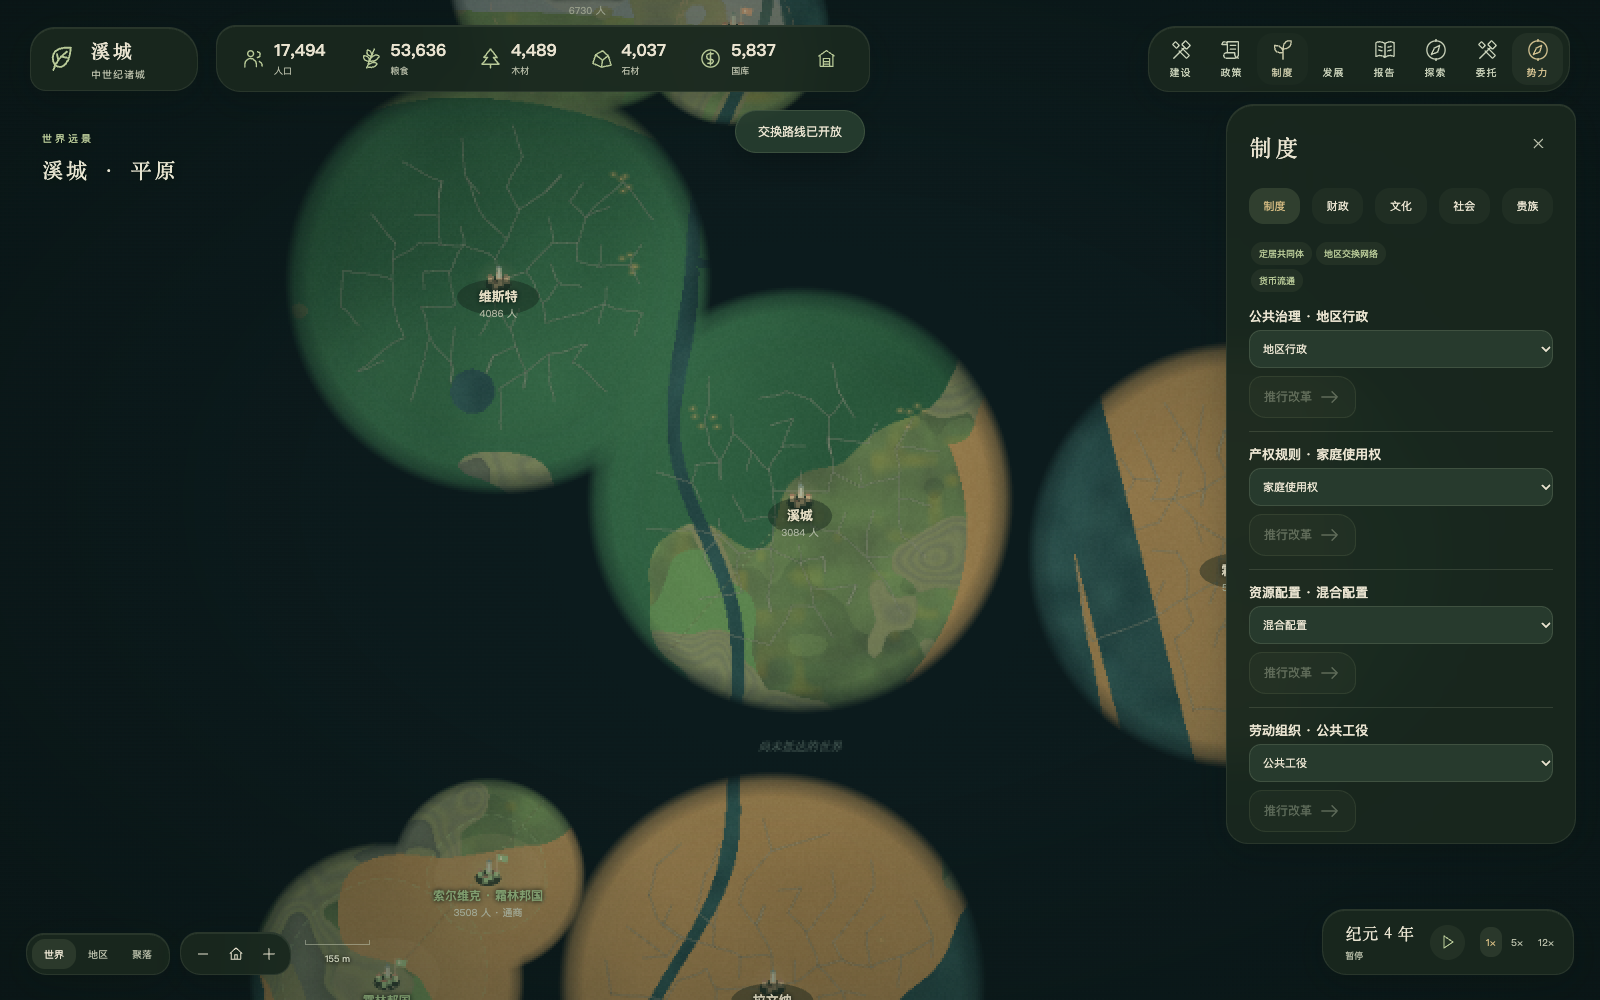 6730 人
溪城
中世纪诸城
17,494
人口
53,636
粮食
4,489
木材
4,037
石材
5,837
国库
建设
政策
制度
发展
报告
探索
委托
势力
交换路线已开放
世界远景
溪城 · 平原
维斯特
4086 人
溪城
3084 人
尚未抵达的世界
索尔维克 · 霜林邦国
3508 人 · 通商
霜林邦国
制度
制度
财政
文化
社会
贵族
定居共同体
地区交换网络
货币流通
公共治理 · 地区行政
地区行政
推行改革
产权规则 · 家庭使用权
家庭使用权
推行改革
资源配置 · 混合配置
混合配置
推行改革
劳动组织 · 公共工役
公共工役
推行改革
世界
地区
聚落
155 m
纪元 4 年
暂停
1×
5×
12×